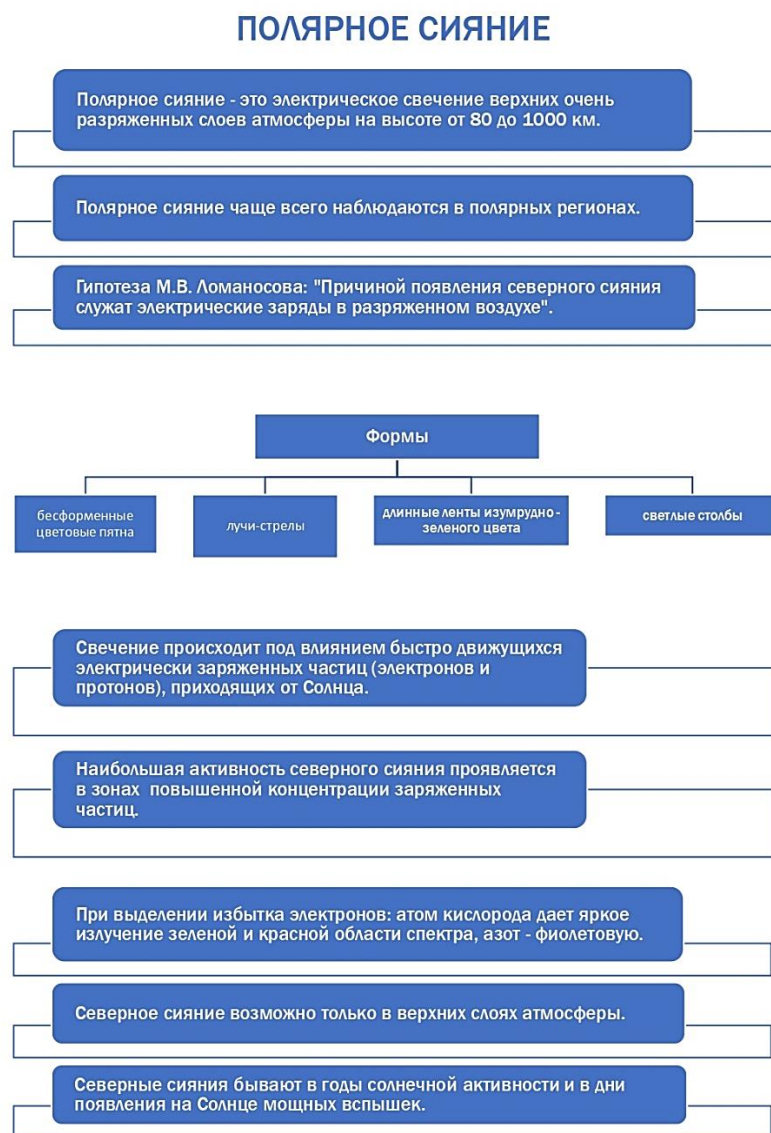 ПОЛЯРНОЕ СИЯНИЕ
Полярное сияние - это электрическое свечение верхних очень
разряженных слоев атмосферы на высоте от 80 до 1000 км.
Полярное сияние чаще всего наблюдаются в полярных регионах.
Гипотеза М.В. Ломаносова: "Причиной появления северного сияния
служат электрические заряды в разряженном воздухе".
Формы
бесформенные
цветовые пятна
лучи-стрелы
длинные ленты изумрудно-
зеленого цвета
светлые столбы
Свечение происходит под влиянием быстро движущихся
электрически заряженных частиц (электронов и
протонов), приходящих от Солнца.
Наибольшая активность северного сияния проявляется
в зонах  повышенной концентрации заряженных
частиц.
При выделении избытка электронов: атом кислорода дает яркое
излучение зеленой и красной области спектра, азот - фиолетовую.
Северное сияние возможно только в верхних слоях атмосферы.
Северные сияния бывают в годы солнечной активности и в дни
появления на Солнце мощных вспышек.